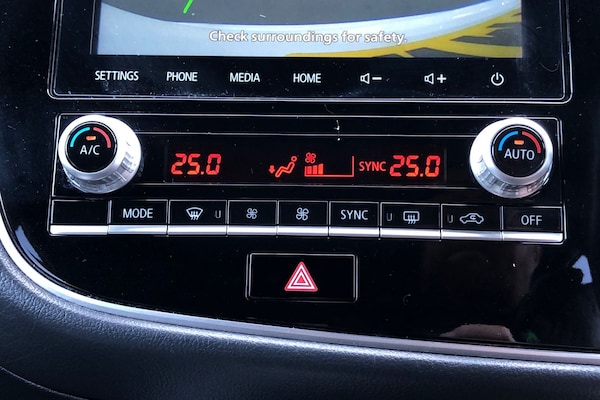 Check surroundings for safety.
SETTINGS PHONE MEDIA HOME
A/C 25.0 SYNC 25.0 AUTO
MODE SYNC OFF